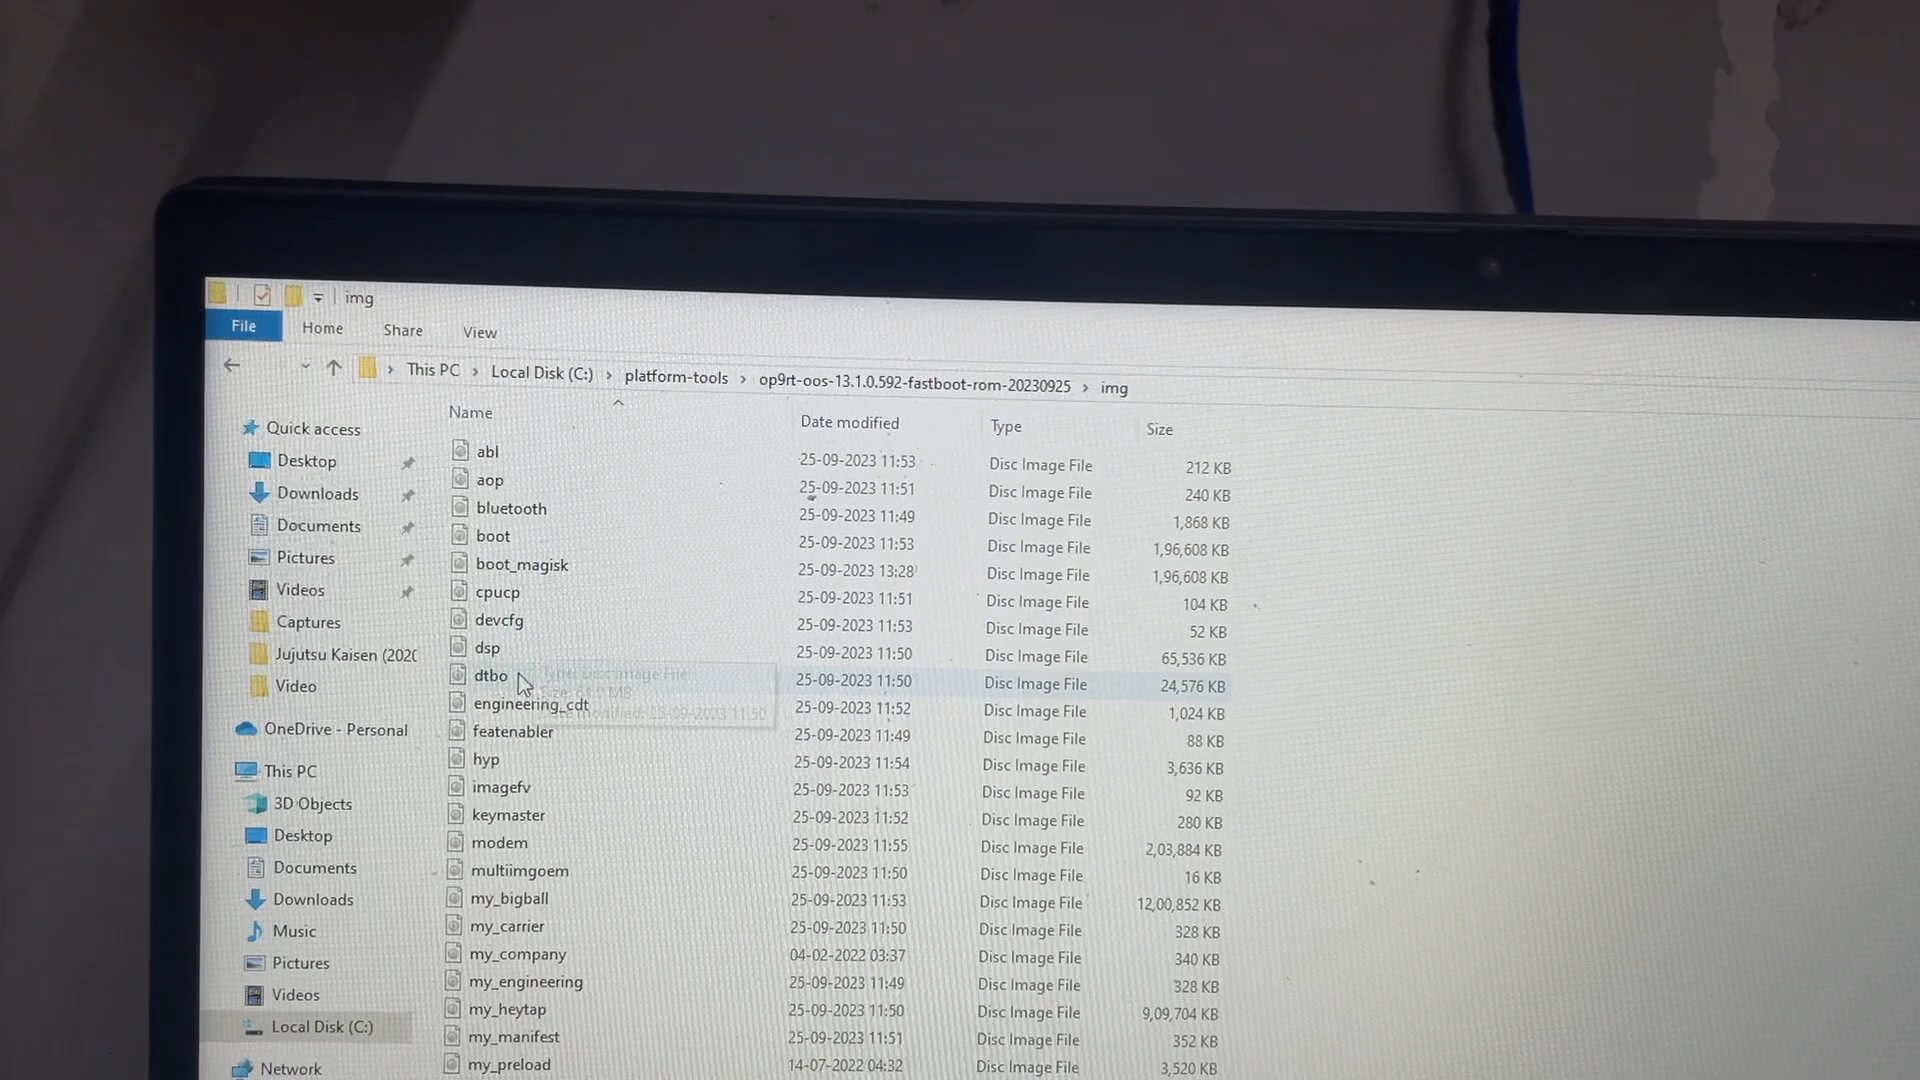 img
File Home Share View
This PC Local Disk (C:) platform-tools op9rt-oos-13.1.0.592-fastboot-rom-20230925 img
Name Date modified Type Size
Quick access
Desktop
Downloads
Documents
Pictures
Videos
Captures
Jujutsu Kaisen (202
Video
OneDrive - Personal
This PC
3D Objects
Desktop
Documents
Downloads
Music
Pictures
Videos
Local Disk (C:)
Network
abl 25-09-2023 11:53 Disc Image File 212 KB
aop 25-09-2023 11:51 Disc Image File 240 KB
bluetooth 25-09-2023 11:49 Disc Image File 1,868 KB
boot 25-09-2023 11:53 Disc Image File 1,96,608 KB
boot_magisk 25-09-2023 13:28 Disc Image File 1,96,608 KB
cpucp 25-09-2023 11:51 Disc Image File 104 KB
devcfg 25-09-2023 11:53 Disc Image File 52 KB
dsp 25-09-2023 11:50 Disc Image File 65,536 KB
dtbo 25-09-2023 11:50 Disc Image File 24,576 KB
Type: Disc Image File
Size: 64.0 MB
Date modified: 25-09-2023 11:50
engineering_cdt 25-09-2023 11:52 Disc Image File 1,024 KB
featenabler 25-09-2023 11:49 Disc Image File 88 KB
hyp 25-09-2023 11:54 Disc Image File 3,636 KB
imagefv 25-09-2023 11:53 Disc Image File 92 KB
keymaster 25-09-2023 11:52 Disc Image File 280 KB
modem 25-09-2023 11:55 Disc Image File 2,03,884 KB
multiimgoem 25-09-2023 11:50 Disc Image File 16 KB
my_bigball 25-09-2023 11:53 Disc Image File 12,00,852 KB
my_carrier 25-09-2023 11:50 Disc Image File 328 KB
my_company 04-02-2022 03:37 Disc Image File 340 KB
my_engineering 25-09-2023 11:49 Disc Image File 328 KB
my_heytap 25-09-2023 11:50 Disc Image File 9,09,704 KB
my_manifest 25-09-2023 11:51 Disc Image File 352 KB
my_preload 14-07-2022 04:32 Disc Image File 3,520 KB